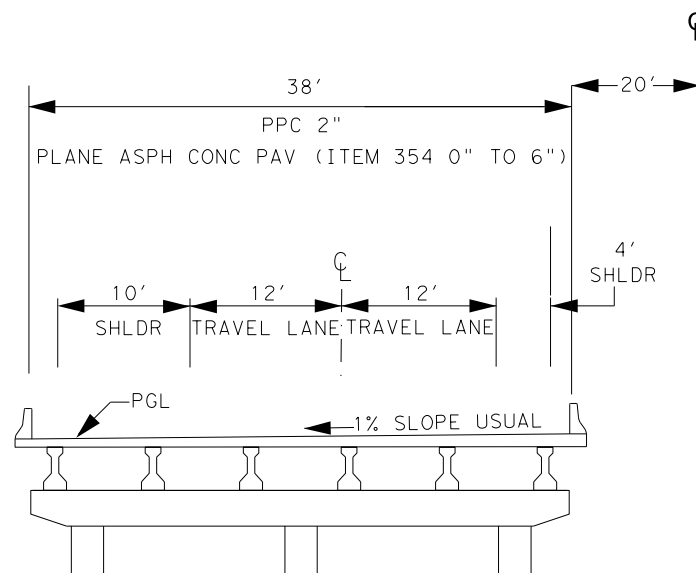 ℄
38'
20'
PPC 2"
PLANE ASPH CONC PAV (ITEM 354 0" TO 6")
4'
SHLDR
℄
10'
12'
12'
SHLDR
TRAVEL LANE
TRAVEL LANE
PGL
1% SLOPE USUAL